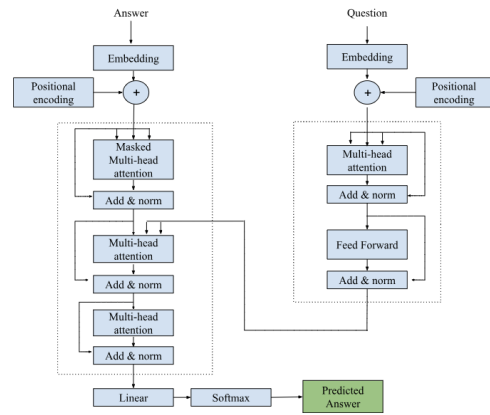 Answer
Embedding
Positional
encoding
+
Masked
Multi-head
attention
Add & norm
Multi-head
attention
Add & norm
Multi-head
attention
Add & norm
Linear
Softmax
Predicted
Answer
Question
Embedding
+
Positional
encoding
Multi-head
attention
Add & norm
Feed Forward
Add & norm